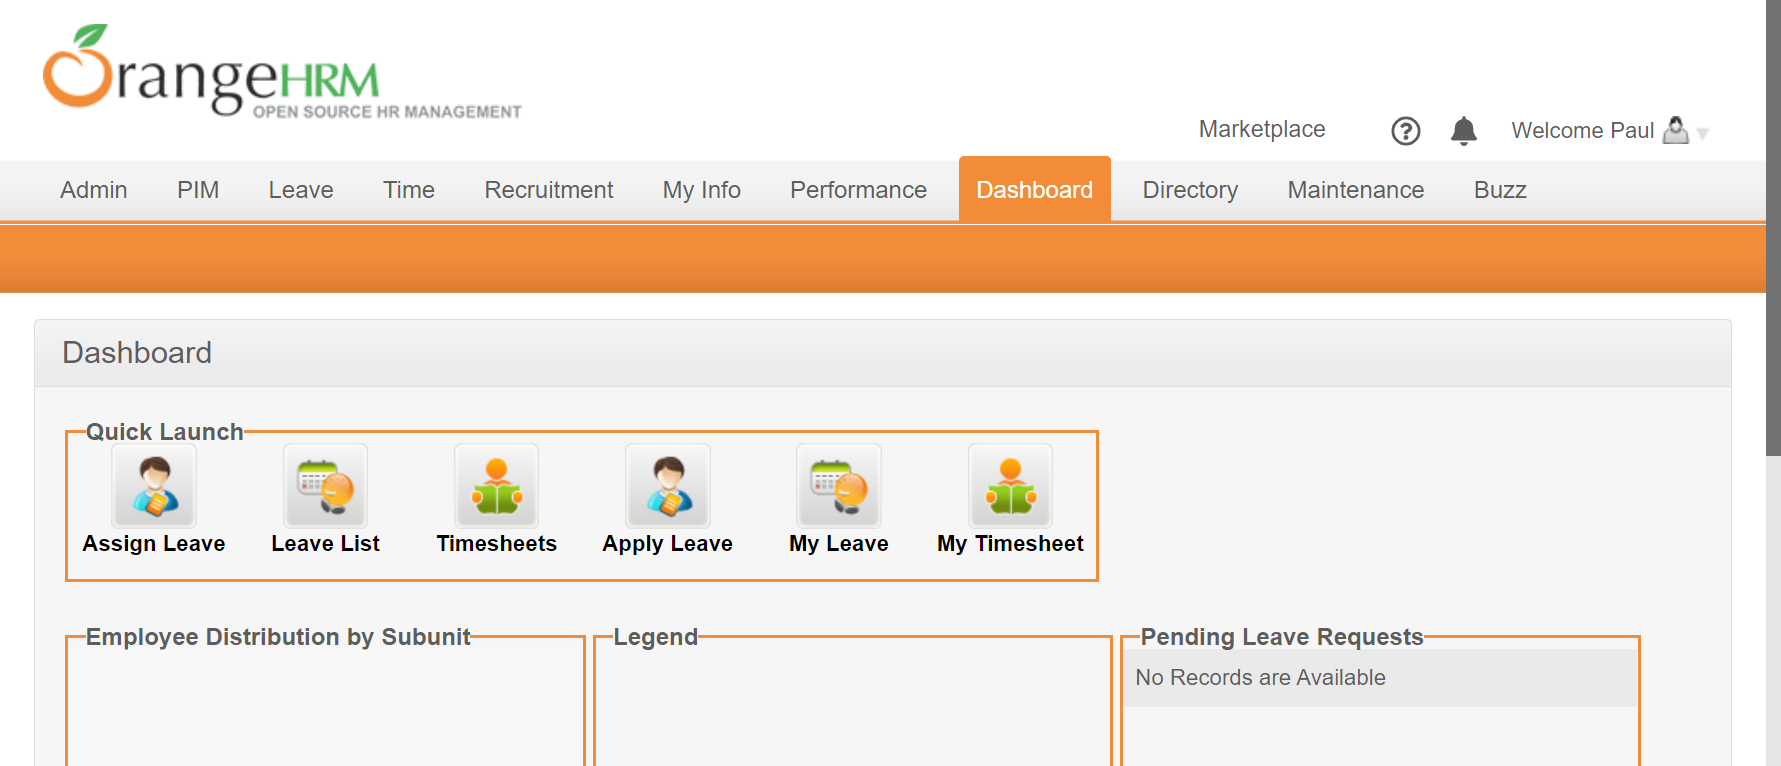 OrangeHRM
OPEN SOURCE HR MANAGEMENT
Marketplace ? Welcome Paul
Admin PIM Leave Time Recruitment My Info Performance Dashboard Directory Maintenance Buzz
Dashboard
Quick Launch
Assign Leave Leave List Timesheets Apply Leave My Leave My Timesheet
Employee Distribution by Subunit Legend Pending Leave Requests
No Records are Available